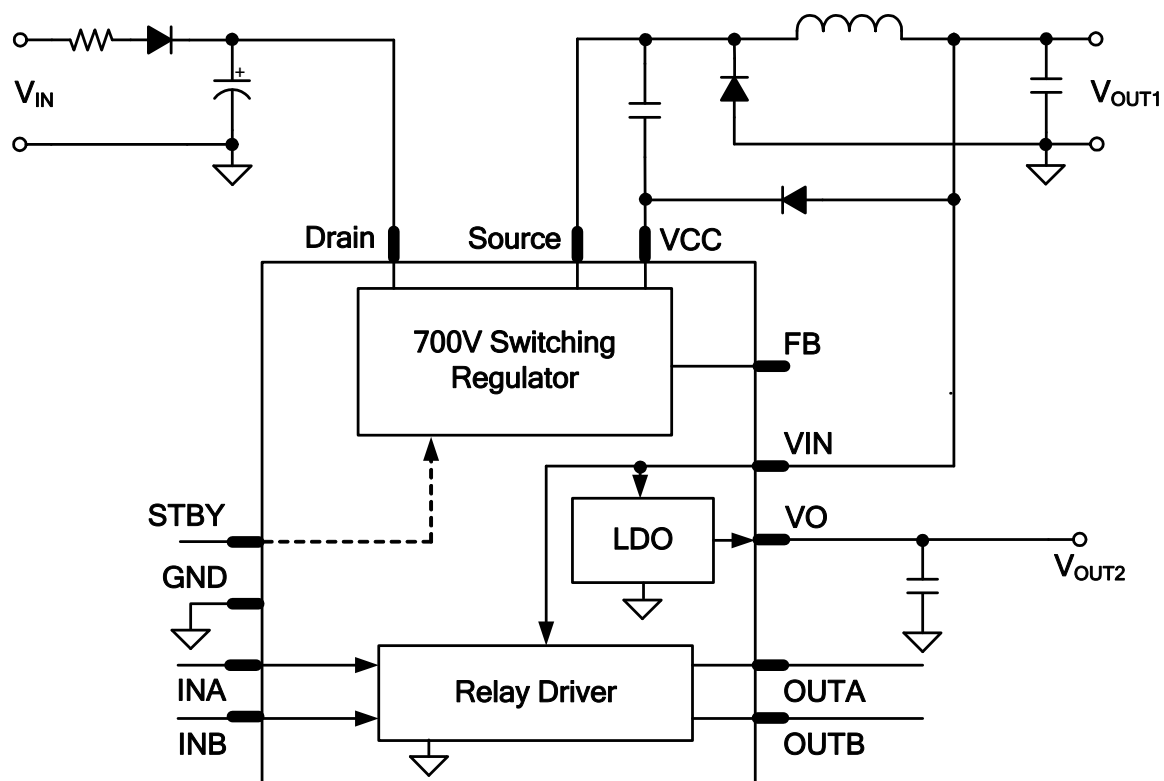 VIN
VOUT1
Drain
Source
VCC
700V Switching
Regulator
FB
VIN
STBY
LDO
VO
VOUT2
GND
INA
Relay Driver
OUTA
INB
OUTB
+